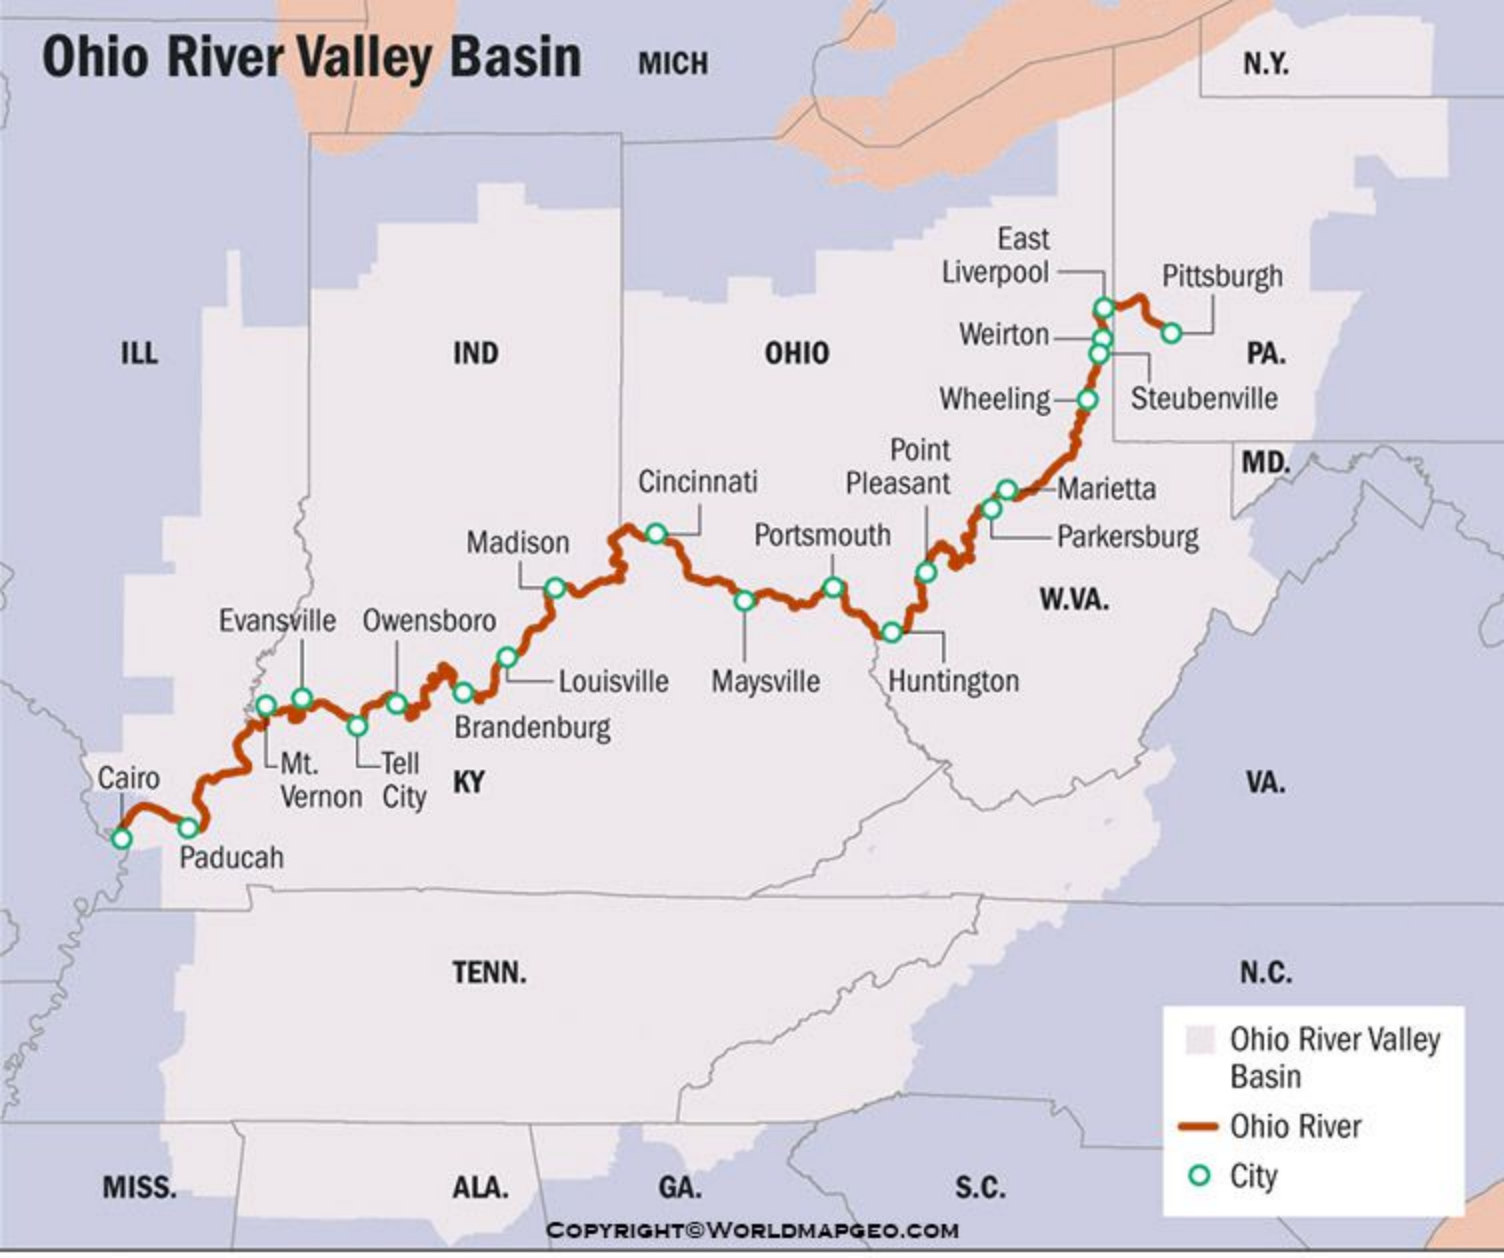 Ohio River Valley Basin
MICH
N.Y.
East
Liverpool
Pittsburgh
Weirton
ILL
IND
OHIO
PA.
Wheeling
Steubenville
Point
Pleasant
MD.
Cincinnati
Marietta
Madison
Portsmouth
Parkersburg
W.VA.
Evansville
Owensboro
Louisville
Maysville
Huntington
Brandenburg
Cairo
Mt.
Vernon
Tell
City
KY
VA.
Paducah
TENN.
N.C.
Ohio River Valley
Basin
Ohio River
City
MISS.
ALA.
GA.
S.C.
COPYRIGHT©WORLDMAPGEO.COM